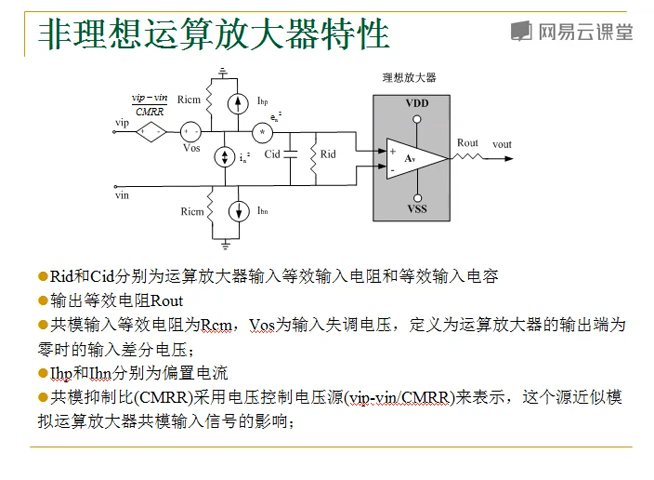 非理想运算放大器特性
网易云课堂
理想放大器
vip−vin
CMRR
Ricm
Ibp
en²
VDD
vip
Vos
in²
Cid
Rid
+
Av
-
Rout
vout
vin
Ricm
Ibn
VSS
●Rid和Cid分别为运算放大器输入等效输入电阻和等效输入电容
●输出等效电阻Rout
●共模输入等效电阻为Rcm，Vos为输入失调电压，定义为运算放大器的输出端为
零时的输入差分电压；
●Ihp和Ihn分别为偏置电流
●共模抑制比(CMRR)采用电压控制电压源(vip-vin/CMRR)来表示，这个源近似模
拟运算放大器共模输入信号的影响；